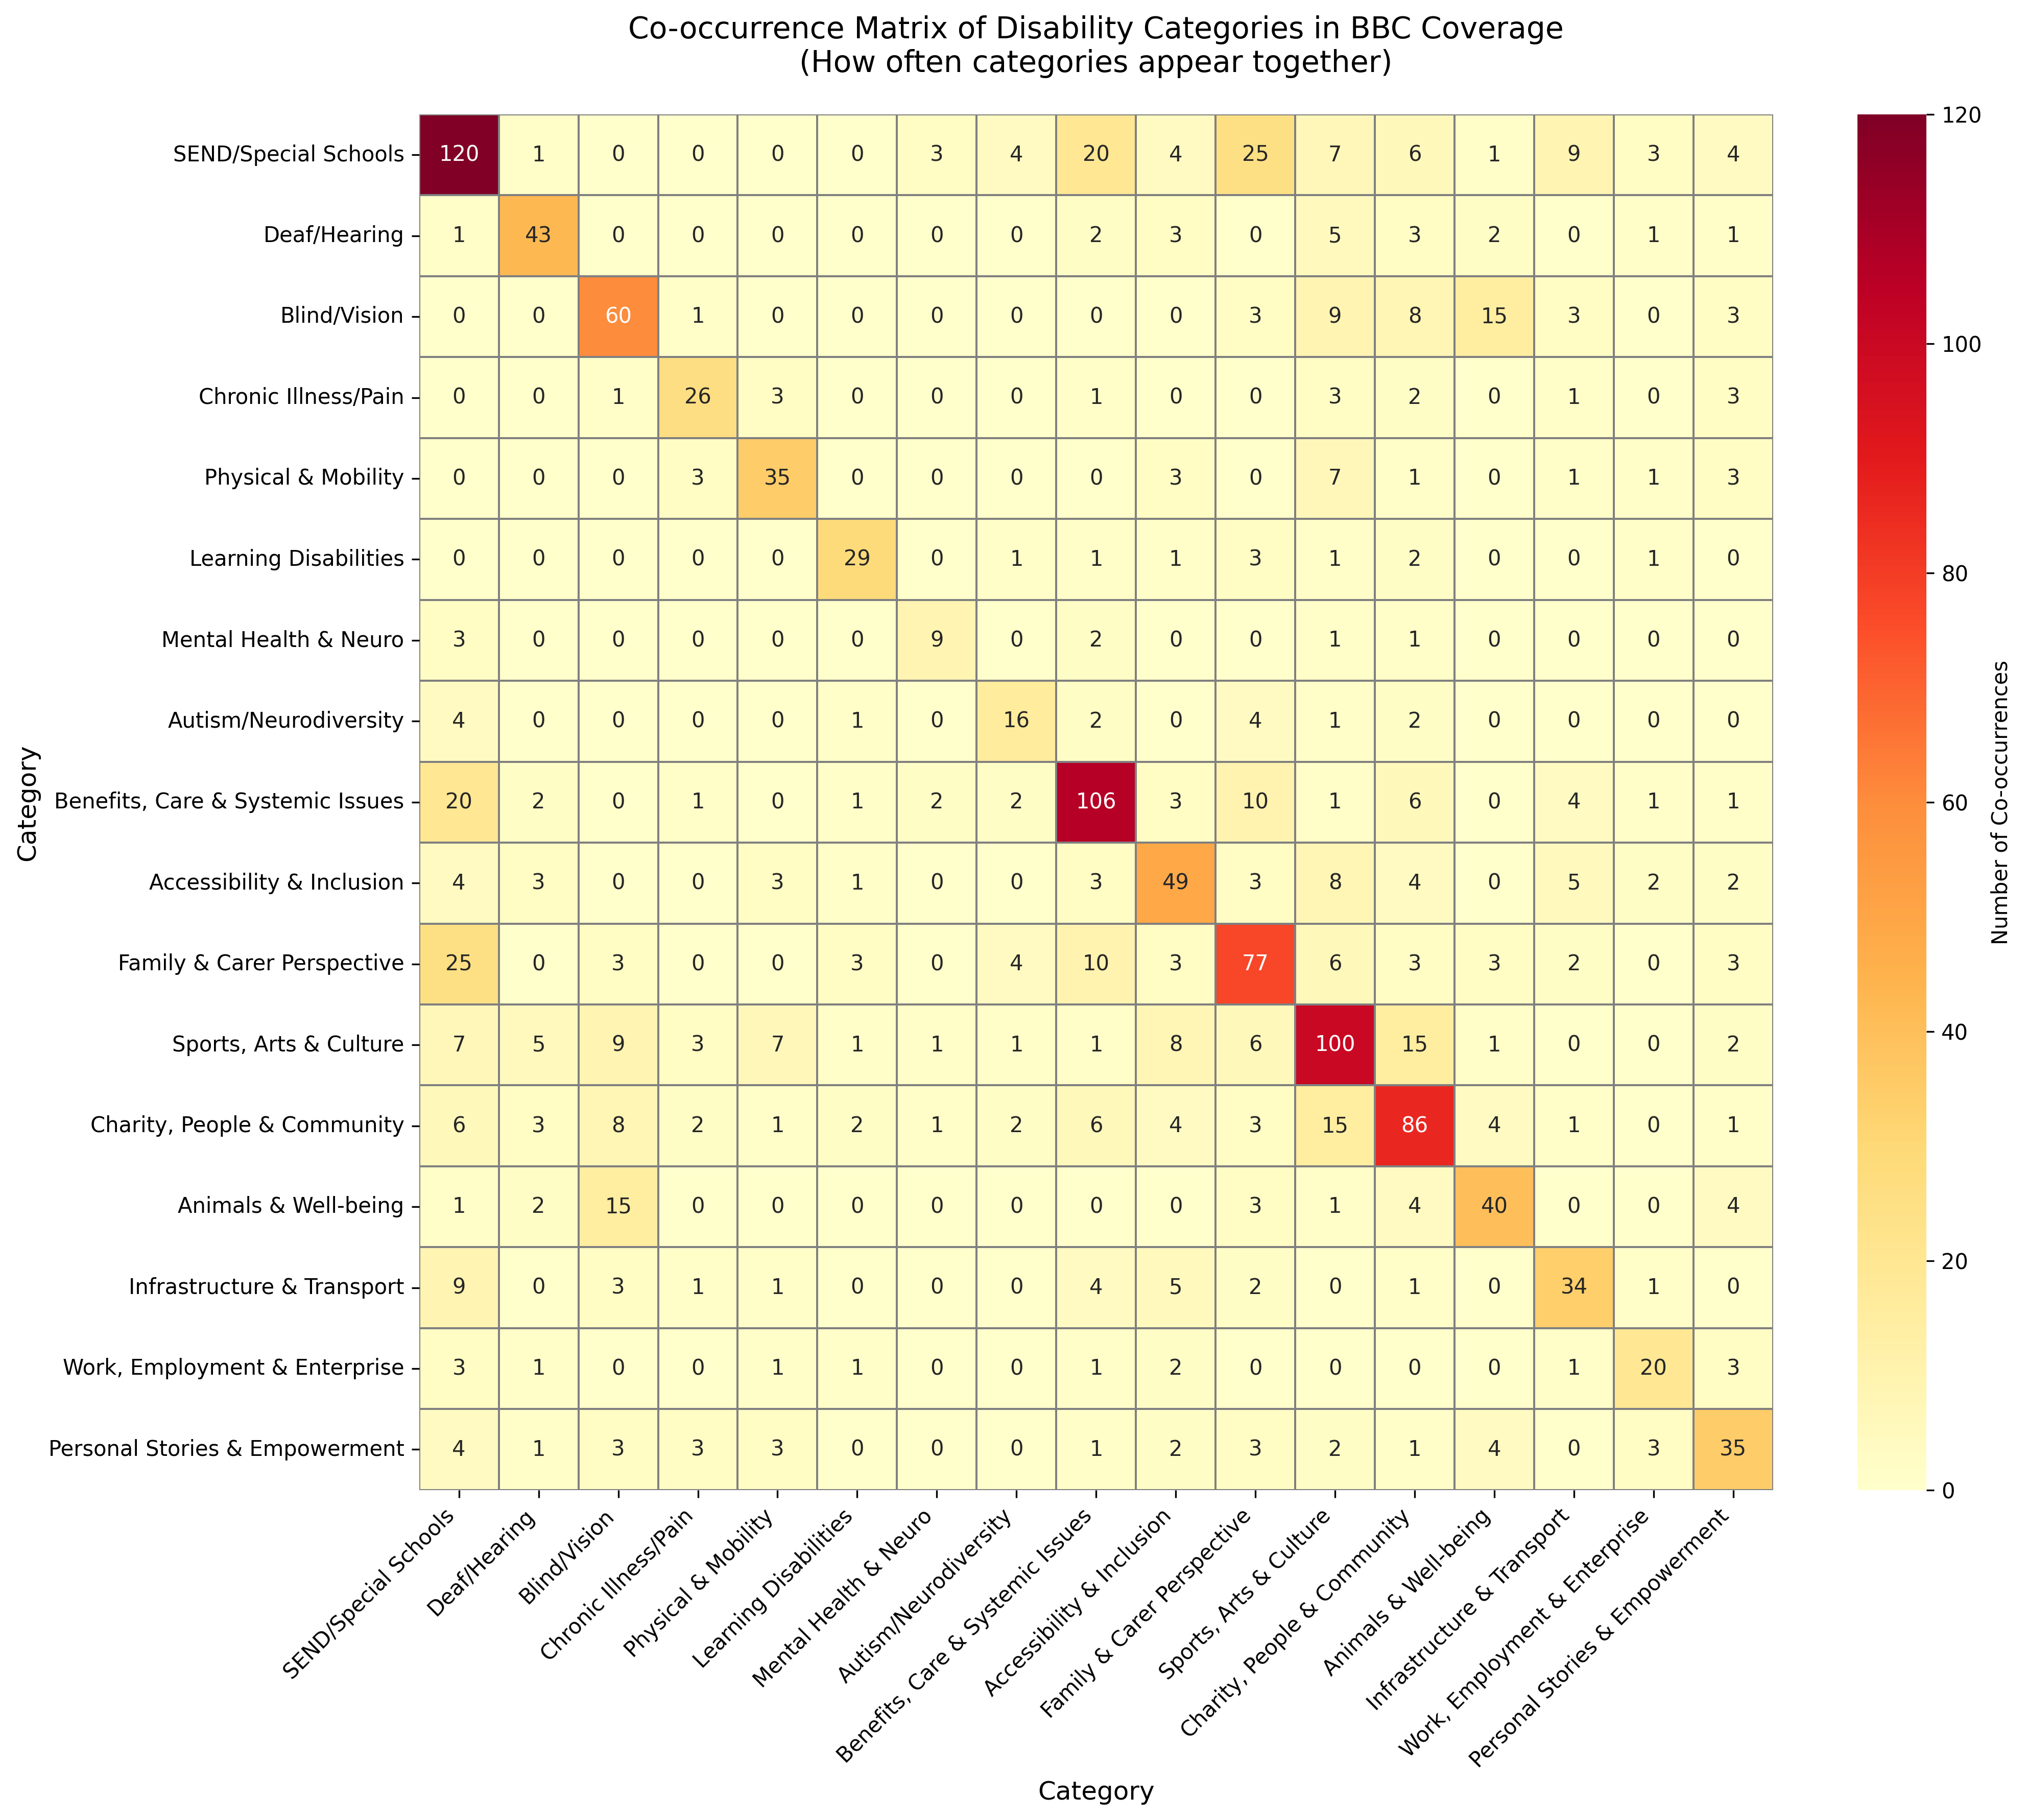 Co-occurrence Matrix of Disability Categories in BBC Coverage
(How often categories appear together)
SEND/Special Schools 120 1 0 0 0 0 3 4 20 4 25 7 6 1 9 3 4
Deaf/Hearing 1 43 0 0 0 0 0 0 2 3 0 5 3 2 0 1 1
Blind/Vision 0 0 60 1 0 0 0 0 0 0 3 9 8 15 3 0 3
Chronic Illness/Pain 0 0 1 26 3 0 0 0 1 0 0 3 2 0 1 0 3
Physical & Mobility 0 0 0 3 35 0 0 0 0 3 0 7 1 0 1 1 3
Learning Disabilities 0 0 0 0 0 29 0 1 1 1 3 1 2 0 0 1 0
Mental Health & Neuro 3 0 0 0 0 0 9 0 2 0 0 1 1 0 0 0 0
Autism/Neurodiversity 4 0 0 0 0 1 0 16 2 0 4 1 2 0 0 0 0
Benefits, Care & Systemic Issues 20 2 0 1 0 1 2 2 106 3 10 1 6 0 4 1 1
Accessibility & Inclusion 4 3 0 0 3 1 0 0 3 49 3 8 4 0 5 2 2
Family & Carer Perspective 25 0 3 0 0 3 0 4 10 3 77 6 3 3 2 0 3
Sports, Arts & Culture 7 5 9 3 7 1 1 1 1 8 6 100 15 1 0 0 2
Charity, People & Community 6 3 8 2 1 2 1 2 6 4 3 15 86 4 1 0 1
Animals & Well-being 1 2 15 0 0 0 0 0 0 0 3 1 4 40 0 0 4
Infrastructure & Transport 9 0 3 1 1 0 0 0 4 5 2 0 1 0 34 1 0
Work, Employment & Enterprise 3 1 0 0 1 1 0 0 1 2 0 0 0 0 1 20 3
Personal Stories & Empowerment 4 1 3 3 3 0 0 0 1 2 3 2 1 4 0 3 35
Category
SEND/Special Schools
Deaf/Hearing
Blind/Vision
Chronic Illness/Pain
Physical & Mobility
Learning Disabilities
Mental Health & Neuro
Autism/Neurodiversity
Benefits, Care & Systemic Issues
Accessibility & Inclusion
Family & Carer Perspective
Sports, Arts & Culture
Charity, People & Community
Animals & Well-being
Infrastructure & Transport
Work, Employment & Enterprise
Personal Stories & Empowerment
Category
120
100
80
60
40
20
0
Number of Co-occurrences